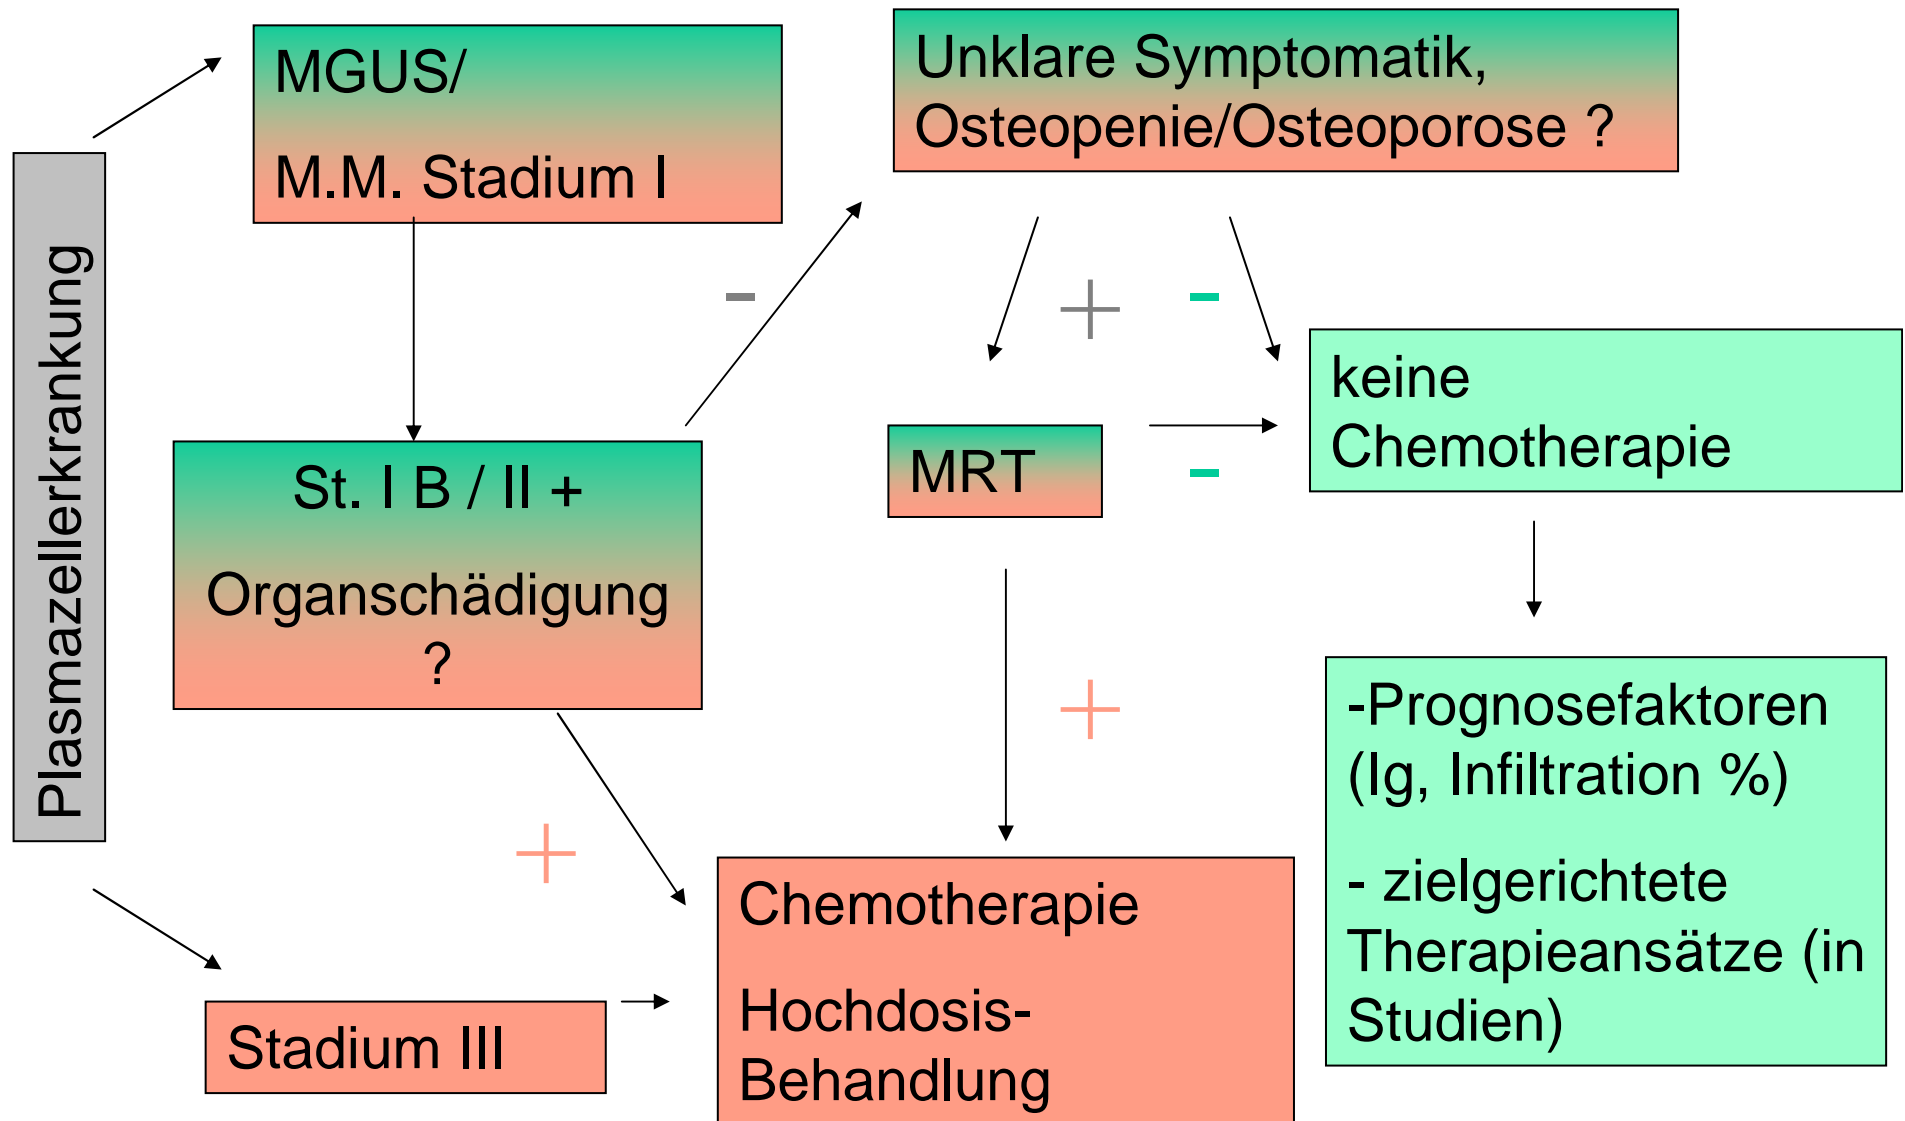 Plasmazellerkrankung
MGUS/
M.M. Stadium I
Unklare Symptomatik,
Osteopenie/Osteoporose ?
-
+
-
keine
Chemotherapie
St. I B / II +
Organschädigung
?
MRT
-
-Prognosefaktoren
(Ig, Infiltration %)
- zielgerichtete
Therapieansätze (in
Studien)
+
+
Chemotherapie
Hochdosis-
Behandlung
Stadium III